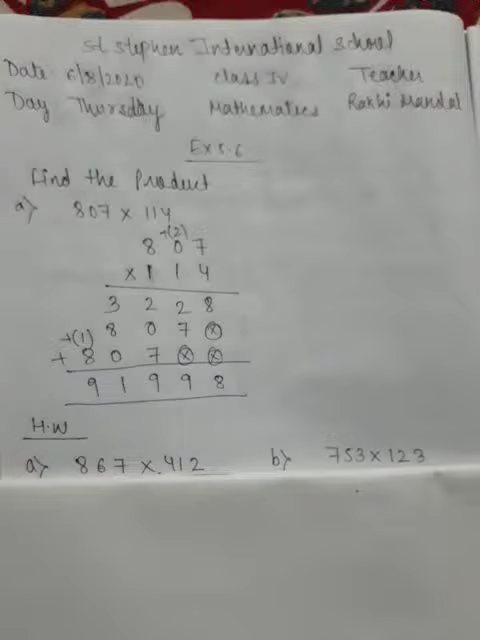 St Stephen International School
Date 6/8/2020 Class IV Teacher
Day Thursday Mathematics Rakhi Mandal
Ex 5.6
Find the Product
a) 807 × 114
+(2)
8 0 7
× 1 1 4
3 2 2 8
+(1) 8 0 7 ⊗
+ 8 0 7 ⊗ ⊗
9 1 9 9 8
H.W
a) 867 × 412 b) 753 × 123